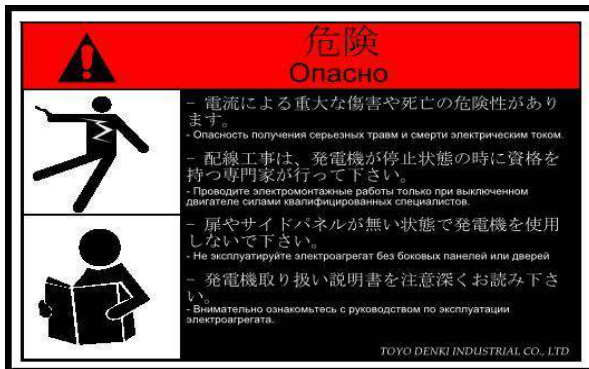 危険
Опасно
- 電流による重大な傷害や死亡の危険性があり
ます。
- Опасность получения серьезных травм и смерти электрическим током.
- 配線工事は、発電機が停止状態の時に資格を
持つ専門家が行って下さい。
- Проводите электромонтажные работы только при выключенном
двигателе силами квалифицированных специалистов.
- 扉やサイドパネルが無い状態で発電機を使用
しないで下さい。
- Не эксплуатируйте электроагрегат без боковых панелей или дверей
- 発電機取り扱い説明書を注意深くお読み下さ
い。
- Внимательно ознакомьтесь с руководством по эксплуатации
электроагрегата.
TOYO DENKI INDUSTRIAL CO., LTD